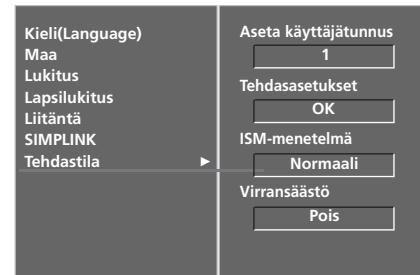 Kieli(Language)
Maa
Lukitus
Lapsilukitus
Liitäntä
SIMPLINK
Tehdastila ►
Aseta käyttäjätunnus
1
Tehdasasetukset
OK
ISM-menetelmä
Normaali
Virransäästö
Pois